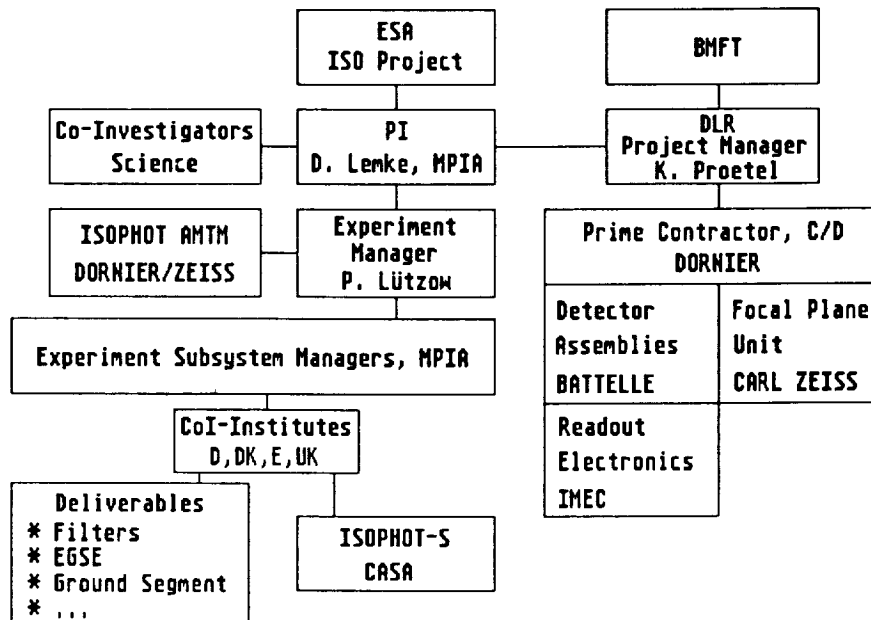 ESA
ISO Project
BMFT
Co-Investigators
Science
PI
D. Lemke, MPIA
DLR
Project Manager
K. Proetel
ISOPHOT AMTM
DORNIER/ZEISS
Experiment
Manager
P. Lützow
Prime Contractor, C/D
DORNIER
Detector
Assemblies
BATTELLE
Focal Plane
Unit
CARL ZEISS
Experiment Subsystem Managers, MPIA
Readout
Electronics
IMEC
CoI-Institutes
D,DK,E,UK
Deliverables
* Filters
* EGSE
* Ground Segment
* ...
ISOPHOT-S
CASA